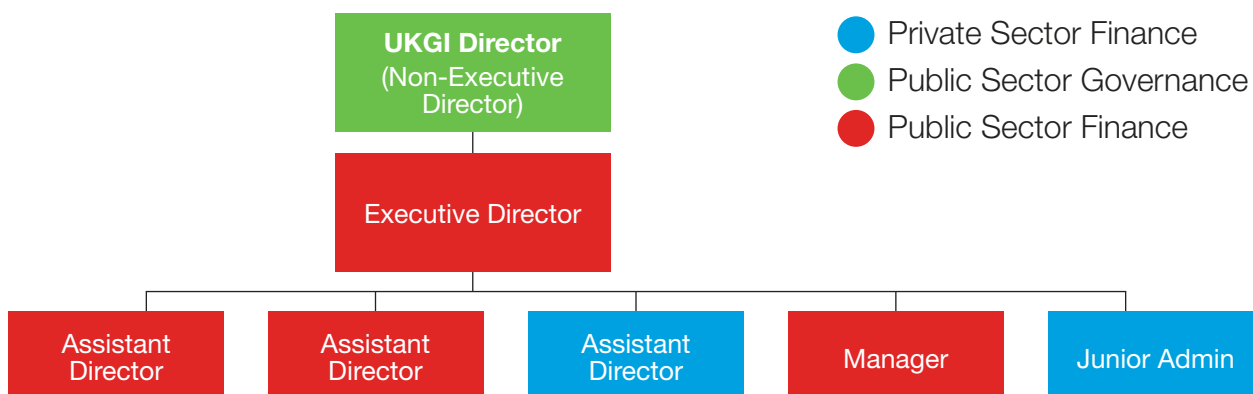 UKGI Director
(Non-Executive
Director)
Private Sector Finance
Public Sector Governance
Public Sector Finance
Executive Director
Assistant
Director
Assistant
Director
Assistant
Director
Manager
Junior Admin